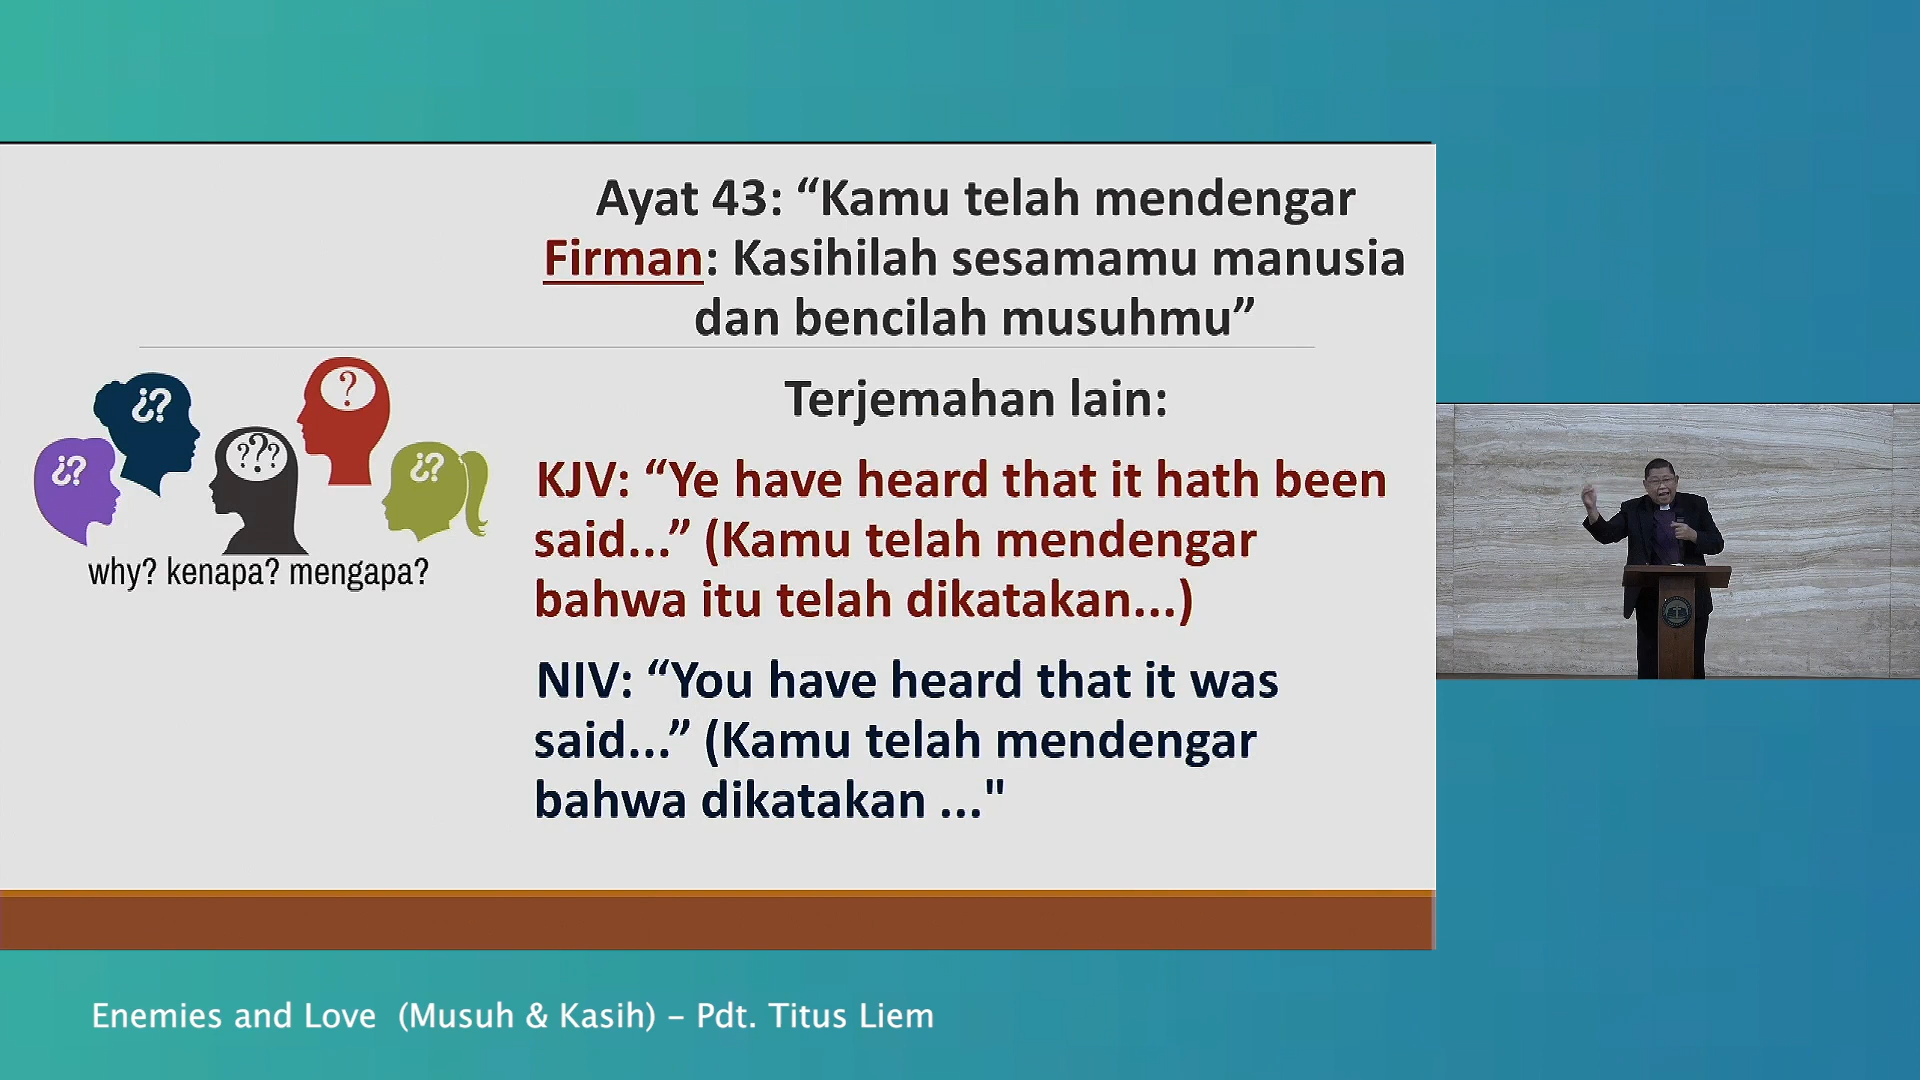 Ayat 43: “Kamu telah mendengar
Firman: Kasihilah sesamamu manusia
dan bencilah musuhmu”
Terjemahan lain:
KJV: “Ye have heard that it hath been
said...” (Kamu telah mendengar
bahwa itu telah dikatakan...)
NIV: “You have heard that it was
said...” (Kamu telah mendengar
bahwa dikatakan ..."
¿?
?
¿?
???
¿?
why? kenapa? mengapa?
Enemies and Love (Musuh & Kasih) – Pdt. Titus Liem